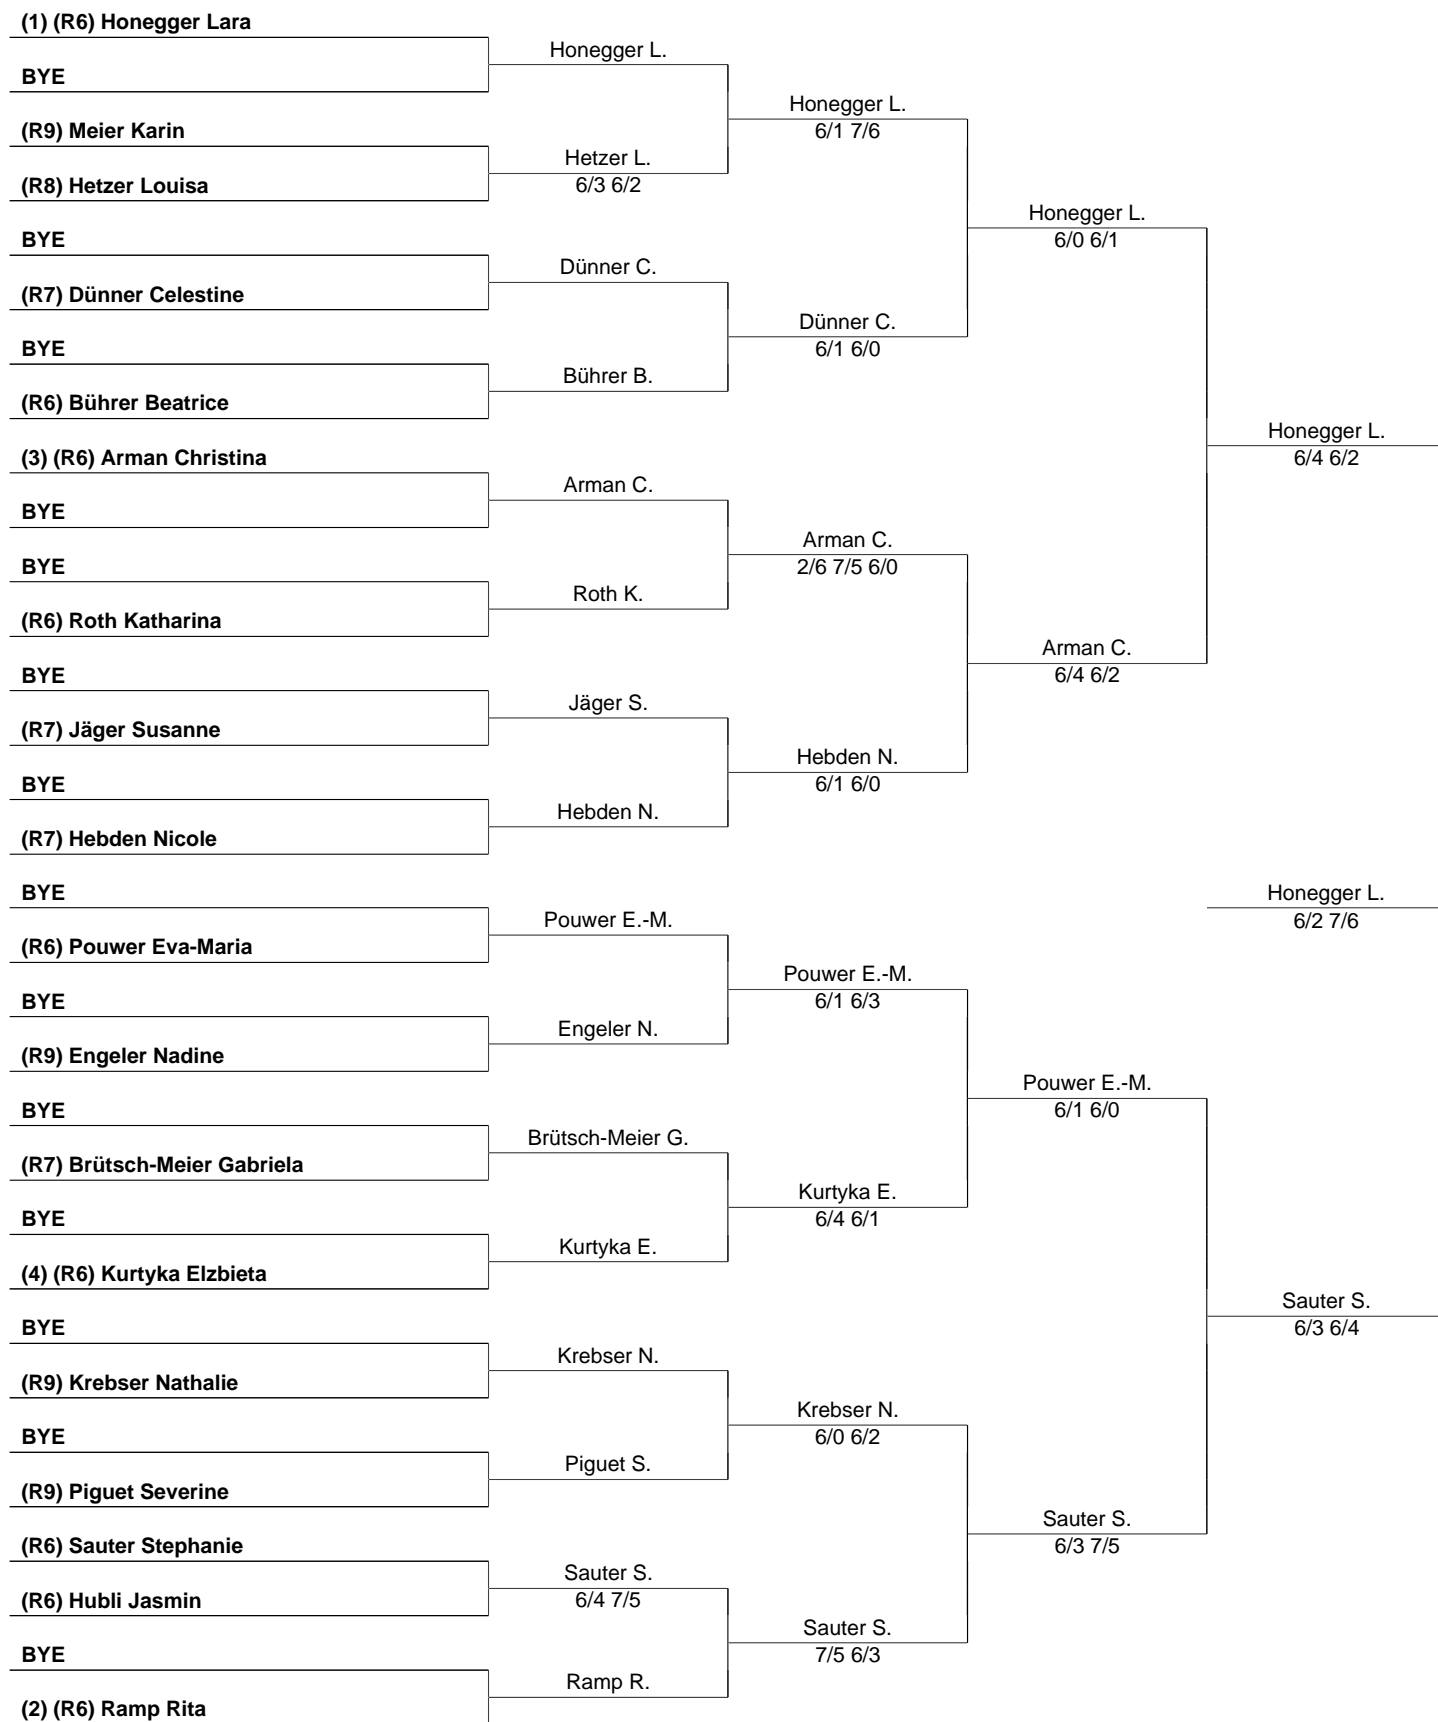 (1) (R6) Honegger Lara
BYE
(R9) Meier Karin
(R8) Hetzer Louisa
BYE
(R7) Dünner Celestine
BYE
(R6) Bührer Beatrice
(3) (R6) Arman Christina
BYE
BYE
(R6) Roth Katharina
BYE
(R7) Jäger Susanne
BYE
(R7) Hebden Nicole
BYE
(R6) Pouwer Eva-Maria
BYE
(R9) Engeler Nadine
BYE
(R7) Brütsch-Meier Gabriela
BYE
(4) (R6) Kurtyka Elzbieta
BYE
(R9) Krebser Nathalie
BYE
(R9) Piguet Severine
(R6) Sauter Stephanie
(R6) Hubli Jasmin
BYE
(2) (R6) Ramp Rita
Honegger L.
Hetzer L.
6/3 6/2
Dünner C.
Bührer B.
Arman C.
Roth K.
Jäger S.
Hebden N.
Pouwer E.-M.
Engeler N.
Brütsch-Meier G.
Kurtyka E.
Krebser N.
Piguet S.
Sauter S.
6/4 7/5
Ramp R.
Honegger L.
6/1 7/6
Dünner C.
6/1 6/0
Arman C.
2/6 7/5 6/0
Hebden N.
6/1 6/0
Pouwer E.-M.
6/1 6/3
Kurtyka E.
6/4 6/1
Krebser N.
6/0 6/2
Sauter S.
7/5 6/3
Honegger L.
6/0 6/1
Arman C.
6/4 6/2
Pouwer E.-M.
6/1 6/0
Sauter S.
6/3 7/5
Honegger L.
6/4 6/2
Honegger L.
6/2 7/6
Sauter S.
6/3 6/4